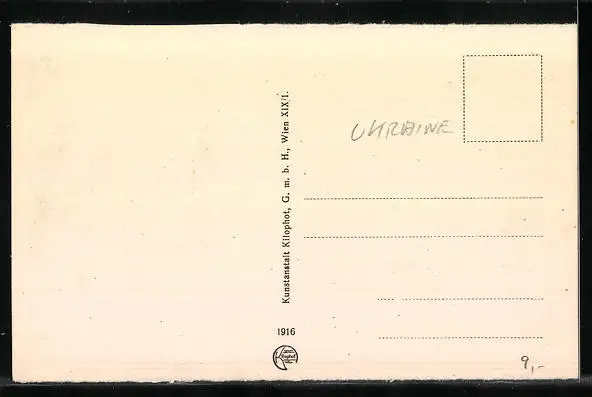 Kunstanstalt Kilophot, G. m. b. H., Wien XIX/1.
UKRAINE
1916
9,-